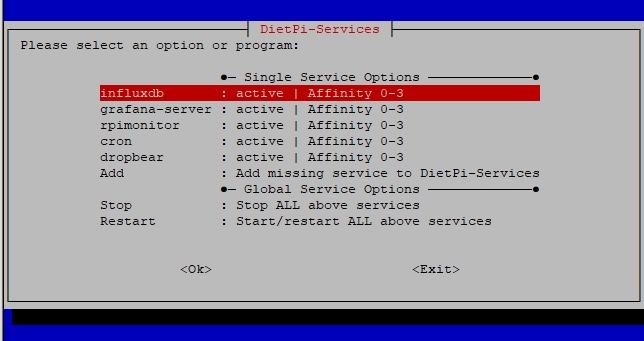 DietPi-Services
Please select an option or program:
●─ Single Service Options ─●
influxdb : active | Affinity 0-3
grafana-server : active | Affinity 0-3
rpimonitor : active | Affinity 0-3
cron : active | Affinity 0-3
dropbear : active | Affinity 0-3
Add : Add missing service to DietPi-Services
●─ Global Service Options ─●
Stop : Stop ALL above services
Restart : Start/restart ALL above services
<Ok> <Exit>